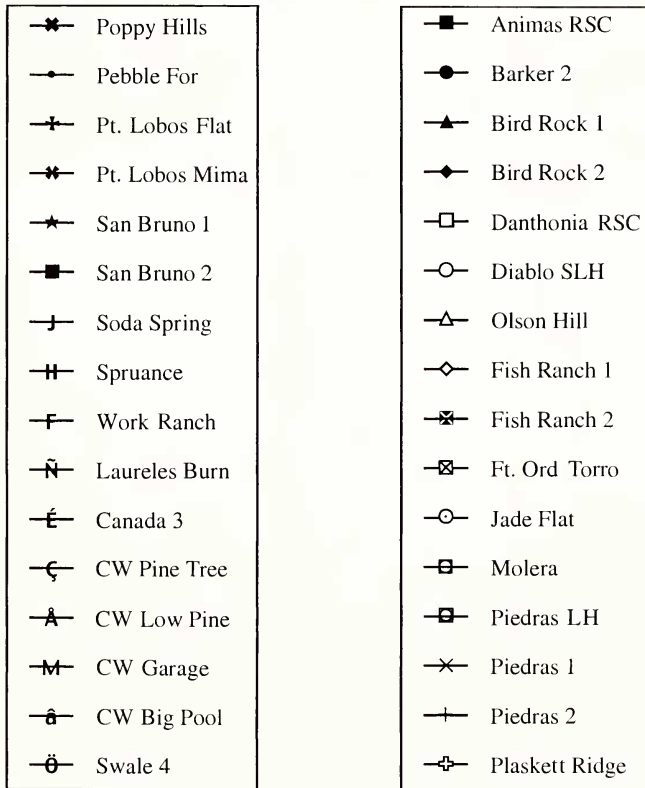 Poppy Hills
Pebble For
Pt. Lobos Flat
Pt. Lobos Mima
San Bruno 1
San Bruno 2
J Soda Spring
H Spruance
F Work Ranch
Ñ Laureles Burn
É Canada 3
Ç CW Pine Tree
Å CW Low Pine
M CW Garage
â CW Big Pool
Ö Swale 4
Animas RSC
Barker 2
Bird Rock 1
Bird Rock 2
Danthonia RSC
Diablo SLH
Olson Hill
Fish Ranch 1
Fish Ranch 2
Ft. Ord Torro
Jade Flat
Molera
Piedras LH
Piedras 1
Piedras 2
Plaskett Ridge